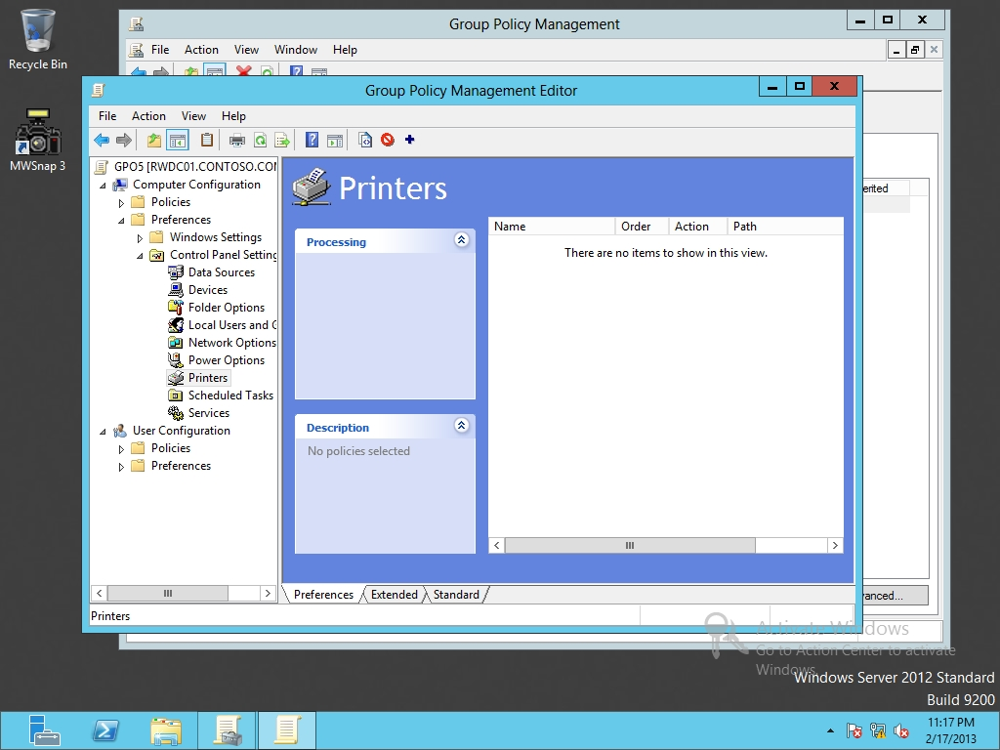 Recycle Bin
MWSnap 3
Group Policy Management
File Action View Window Help
Group Policy Management Editor
File Action View Help
GPO5 [RWDC01.CONTOSO.COM
Computer Configuration
Policies
Preferences
Windows Settings
Control Panel Setting
Data Sources
Devices
Folder Options
Local Users and G
Network Options
Power Options
Printers
Scheduled Tasks
Services
User Configuration
Policies
Preferences
Printers
Processing
Description
No policies selected
Name Order Action Path
There are no items to show in this view.
Preferences Extended Standard
Printers
erited
anced...
Activate Windows
Go to Action Center to activate
Windows.
Windows Server 2012 Standard
Build 9200
11:17 PM
2/17/2013